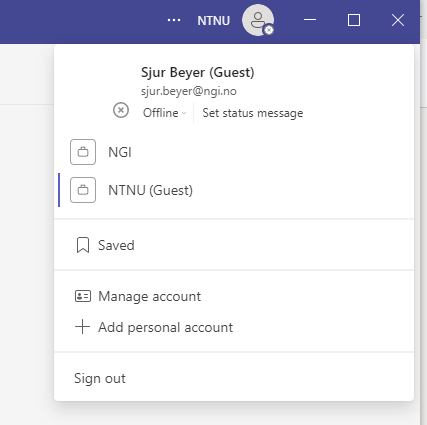 NTNU
Sjur Beyer (Guest)
sjur.beyer@ngi.no
Offline Set status message
NGI
NTNU (Guest)
Saved
Manage account
Add personal account
Sign out